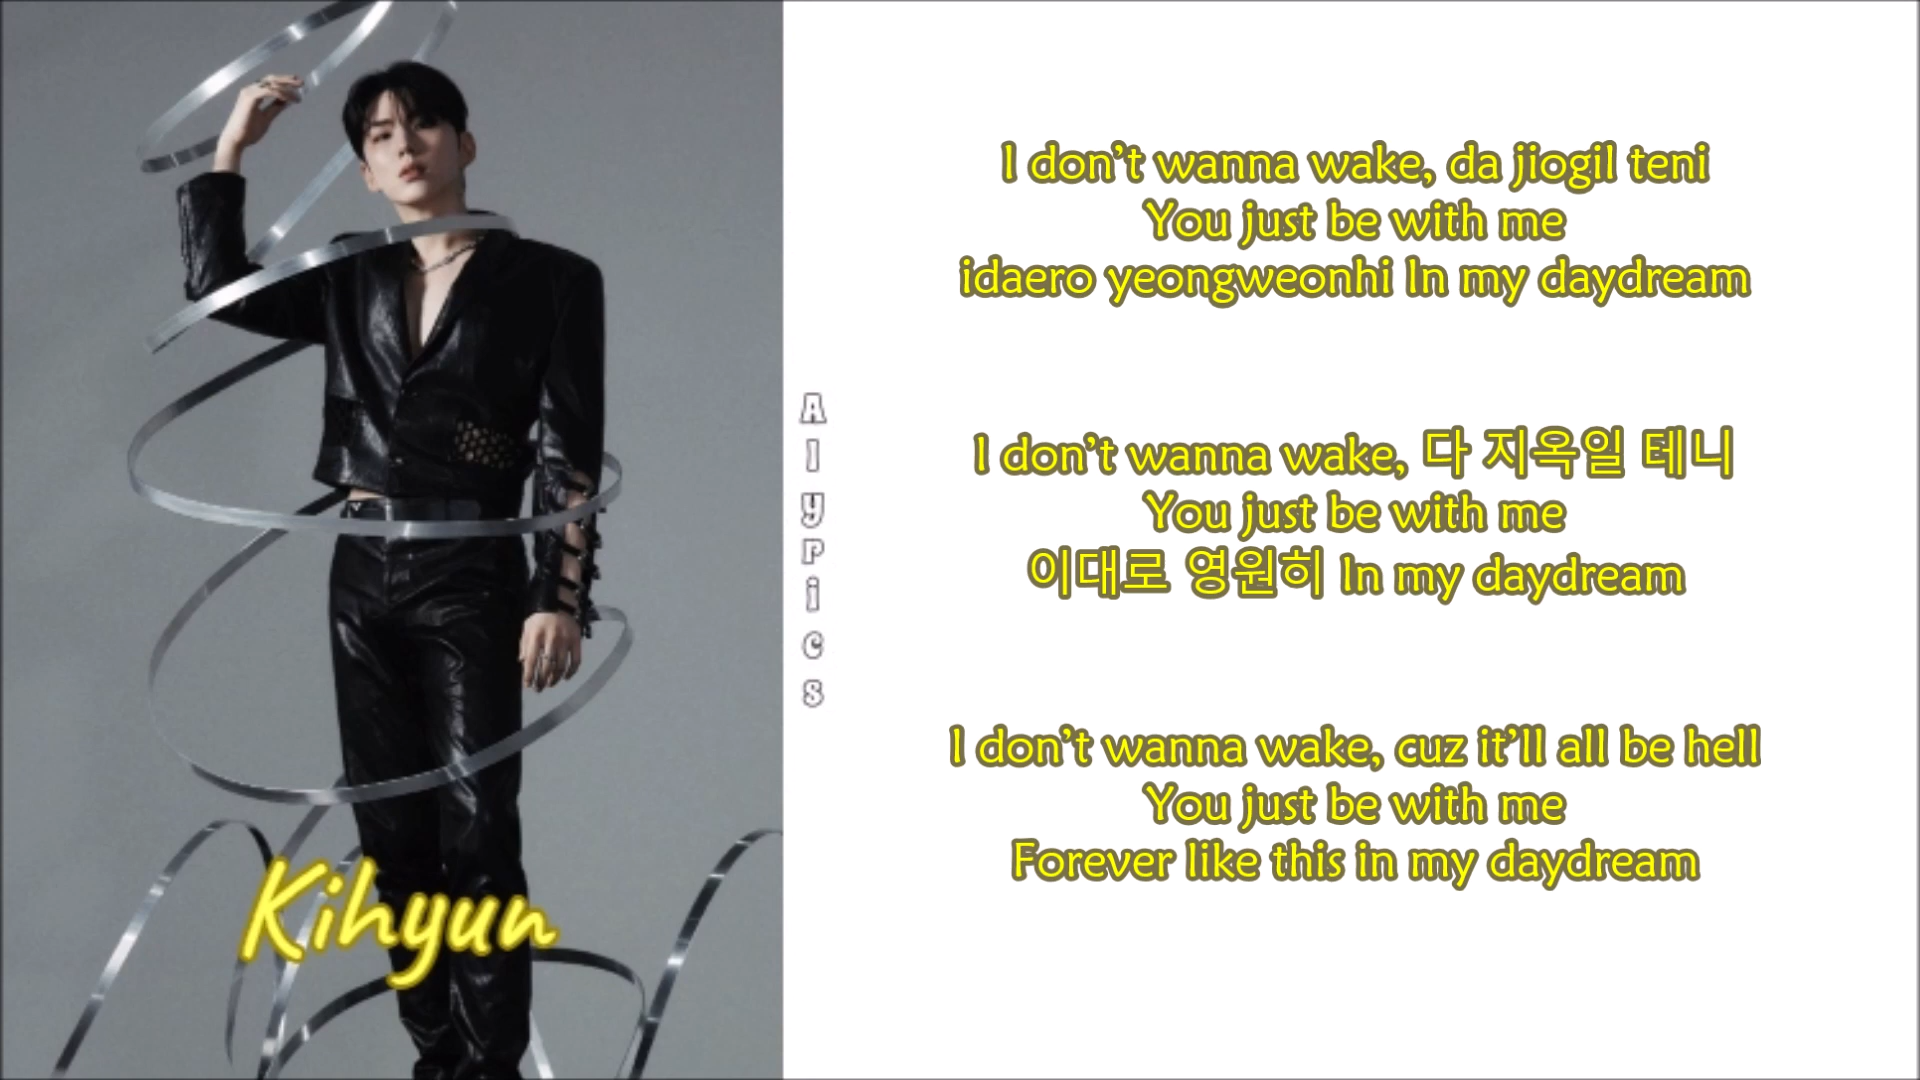 Kihyun
Alypics
I don't wanna wake, da jiogil teni
You just be with me
idaero yeongweonhi In my daydream
I don't wanna wake, 다 지옥일 테니
You just be with me
이대로 영원히 In my daydream
I don't wanna wake, cuz it'll all be hell
You just be with me
Forever like this in my daydream